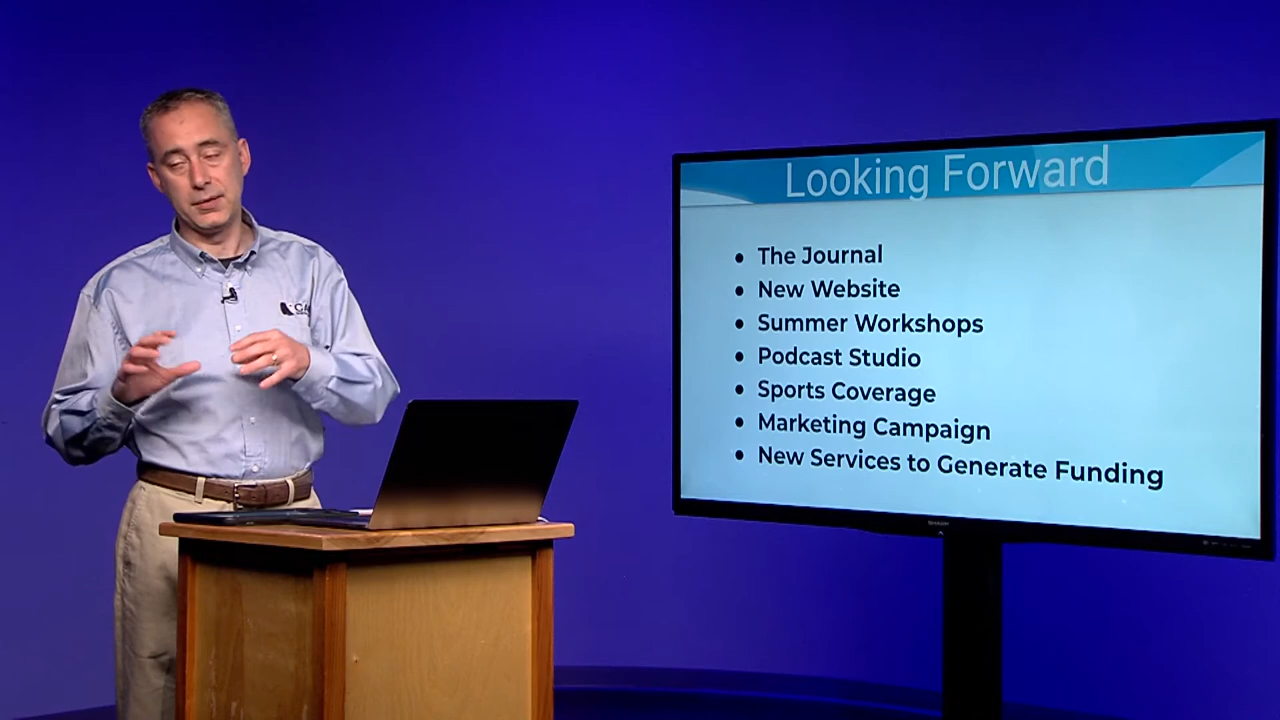 Looking Forward
The Journal
New Website
Summer Workshops
Podcast Studio
Sports Coverage
Marketing Campaign
New Services to Generate Funding
SHARP